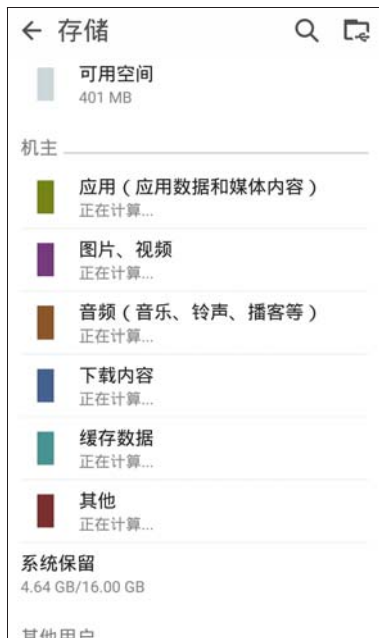 存储
可用空间
401 MB
机主
应用（应用数据和媒体内容）
正在计算...
图片、视频
正在计算...
音频（音乐、铃声、播客等）
正在计算...
下载内容
正在计算...
缓存数据
正在计算...
其他
正在计算...
系统保留
4.64 GB/16.00 GB
其他用户